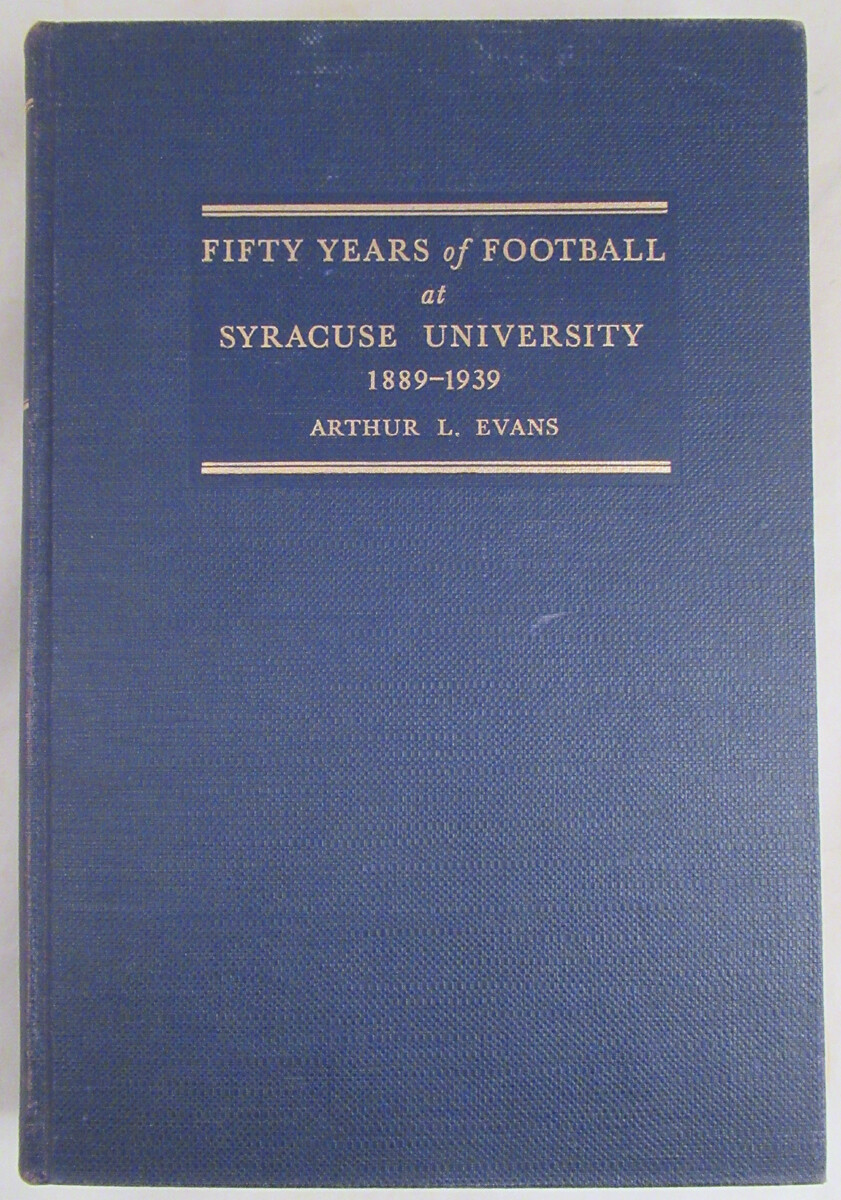 FIFTY YEARS of FOOTBALL
at
SYRACUSE UNIVERSITY
1889–1939
ARTHUR L. EVANS